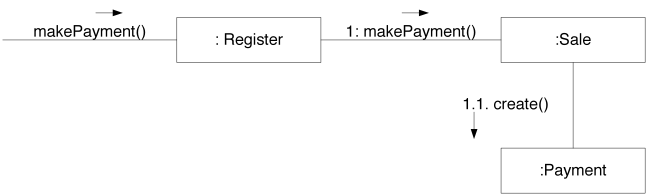 makePayment()
: Register
1: makePayment()
:Sale
1.1. create()
:Payment